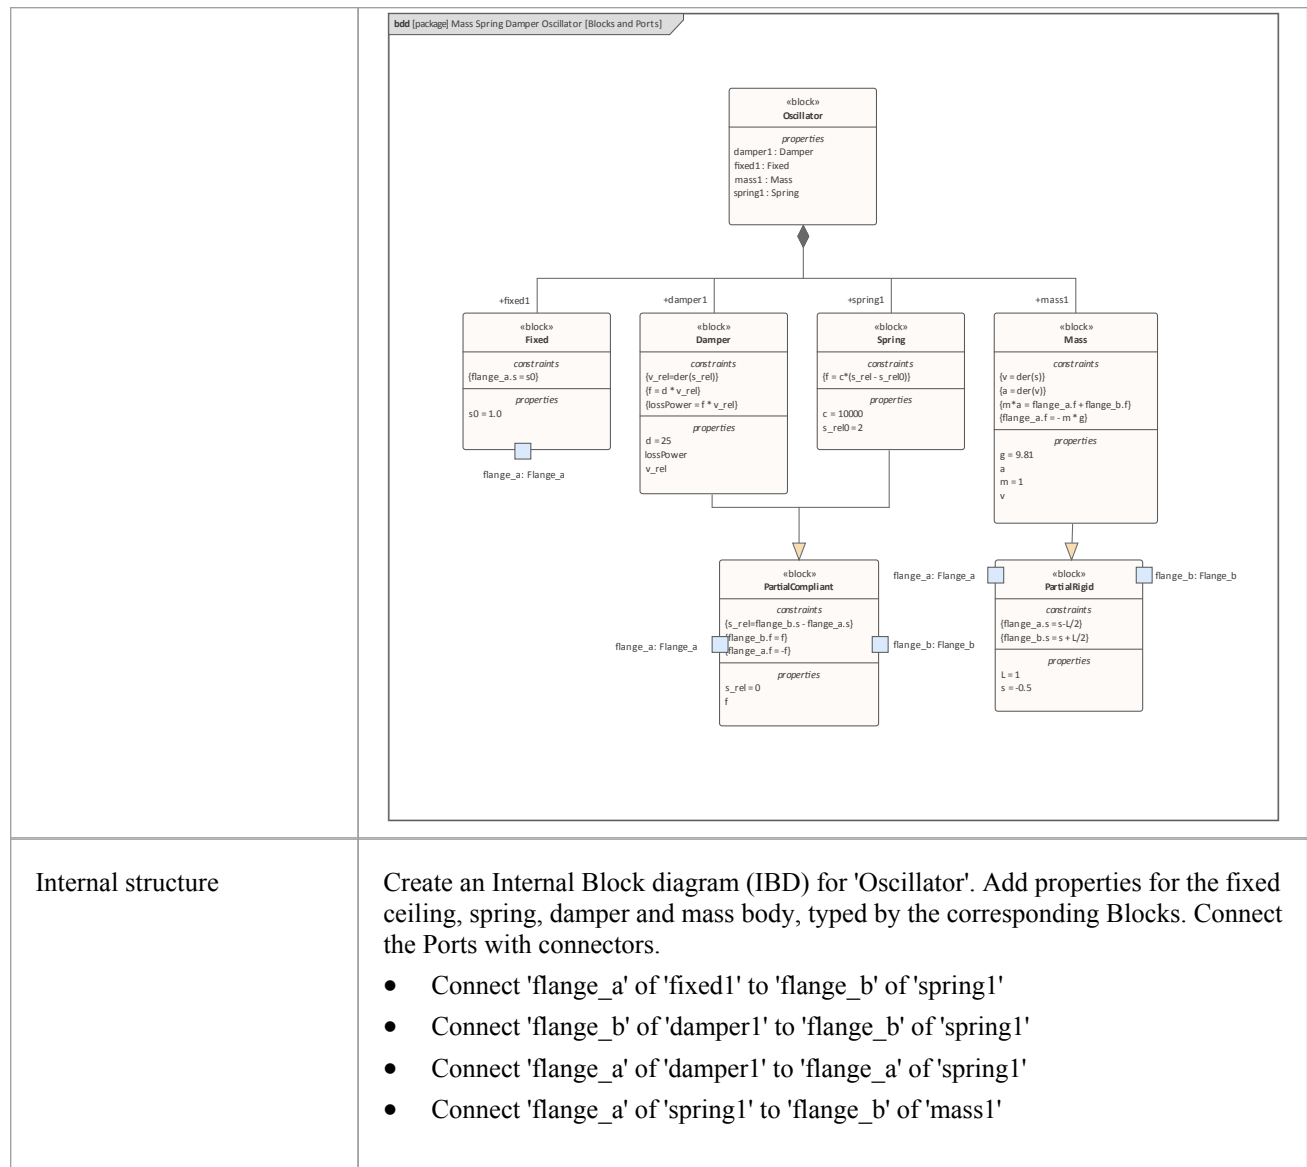 bdd [package] Mass Spring Damper Oscillator [Blocks and Ports]
«block»
Oscillator
properties
damper1 : Damper
fixed1 : Fixed
mass1 : Mass
spring1 : Spring
+fixed1
+damper1
+spring1
+mass1
«block»
Fixed
constraints
{flange_a.s = s0}
properties
s0 = 1.0
flange_a: Flange_a
«block»
Damper
constraints
{v_rel=der(s_rel)}
{f = d * v_rel}
{lossPower = f * v_rel}
properties
d = 25
lossPower
v_rel
«block»
Spring
constraints
{f = c*(s_rel - s_rel0)}
properties
c = 10000
s_rel0 = 2
«block»
Mass
constraints
{v = der(s)}
{a = der(v)}
{m*a = flange_a.f + flange_b.f}
{flange_a.f = - m * g}
properties
g = 9.81
a
m = 1
v
«block»
PartialCompliant
constraints
{s_rel=flange_b.s - flange_a.s}
{flange_b.f = f}
{flange_a.f = -f}
properties
s_rel = 0
f
flange_a: Flange_a
flange_b: Flange_b
flange_a: Flange_a
«block»
PartialRigid
constraints
{flange_a.s = s-L/2}
{flange_b.s = s + L/2}
properties
L = 1
s = -0.5
flange_b: Flange_b
Internal structure
Create an Internal Block diagram (IBD) for 'Oscillator'. Add properties for the fixed
ceiling, spring, damper and mass body, typed by the corresponding Blocks. Connect
the Ports with connectors.
• Connect 'flange_a' of 'fixed1' to 'flange_b' of 'spring1'
• Connect 'flange_b' of 'damper1' to 'flange_b' of 'spring1'
• Connect 'flange_a' of 'damper1' to 'flange_a' of 'spring1'
• Connect 'flange_a' of 'spring1' to 'flange_b' of 'mass1'